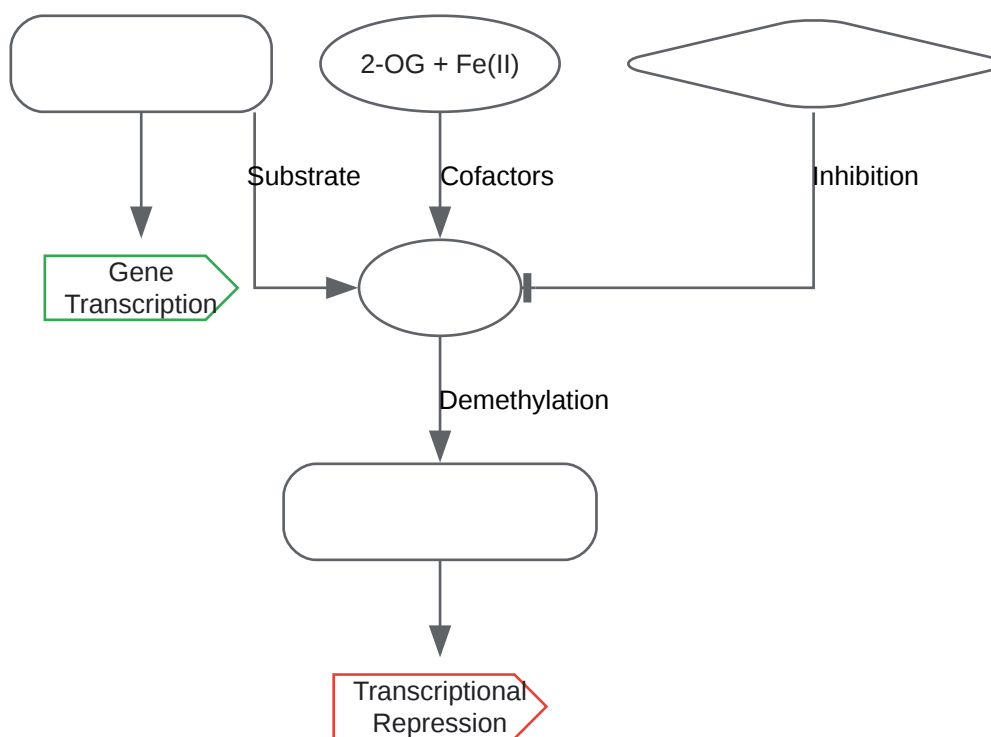 2-OG + Fe(II)
Substrate
Cofactors
Inhibition
Gene
Transcription
Demethylation
Transcriptional
Repression